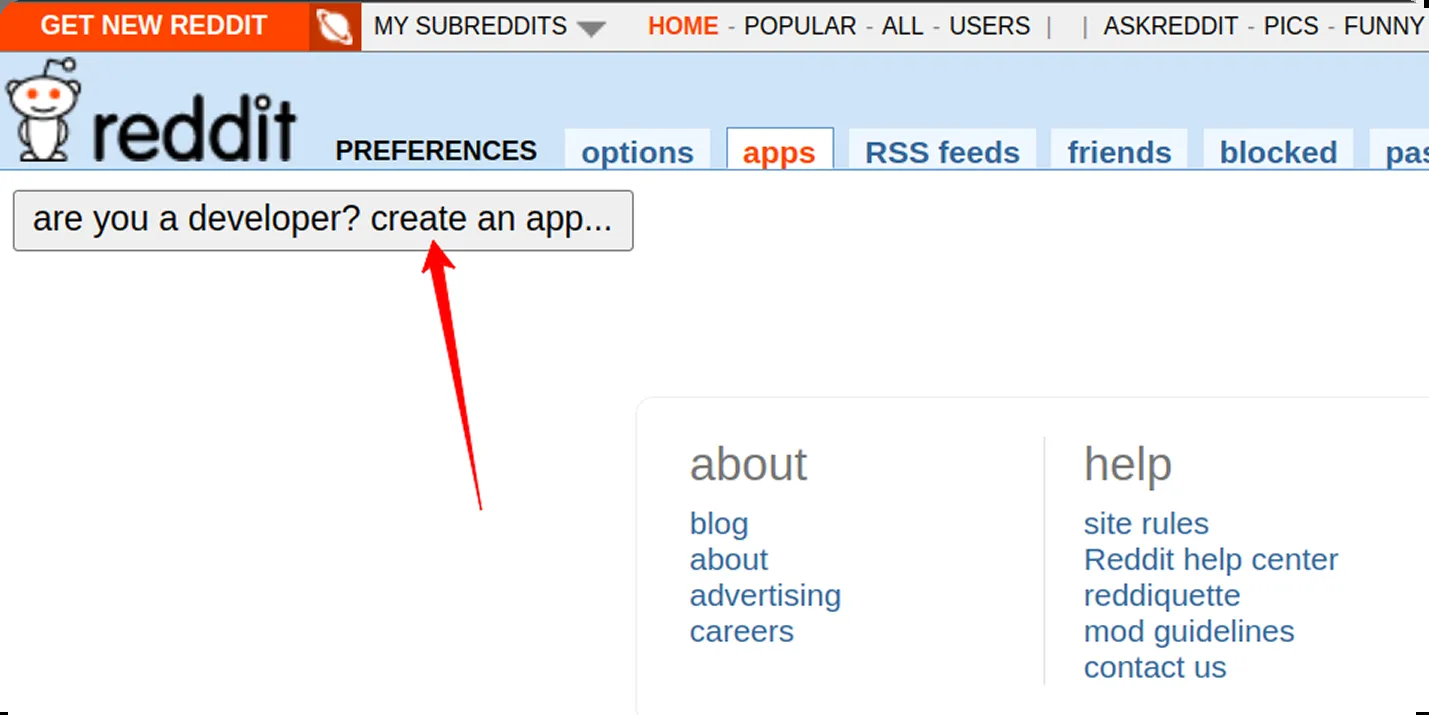 GET NEW REDDIT MY SUBREDDITS HOME - POPULAR - ALL - USERS | | ASKREDDIT - PICS - FUNNY
reddit PREFERENCES options apps RSS feeds friends blocked pas
are you a developer? create an app...
about
blog
about
advertising
careers
help
site rules
Reddit help center
reddiquette
mod guidelines
contact us